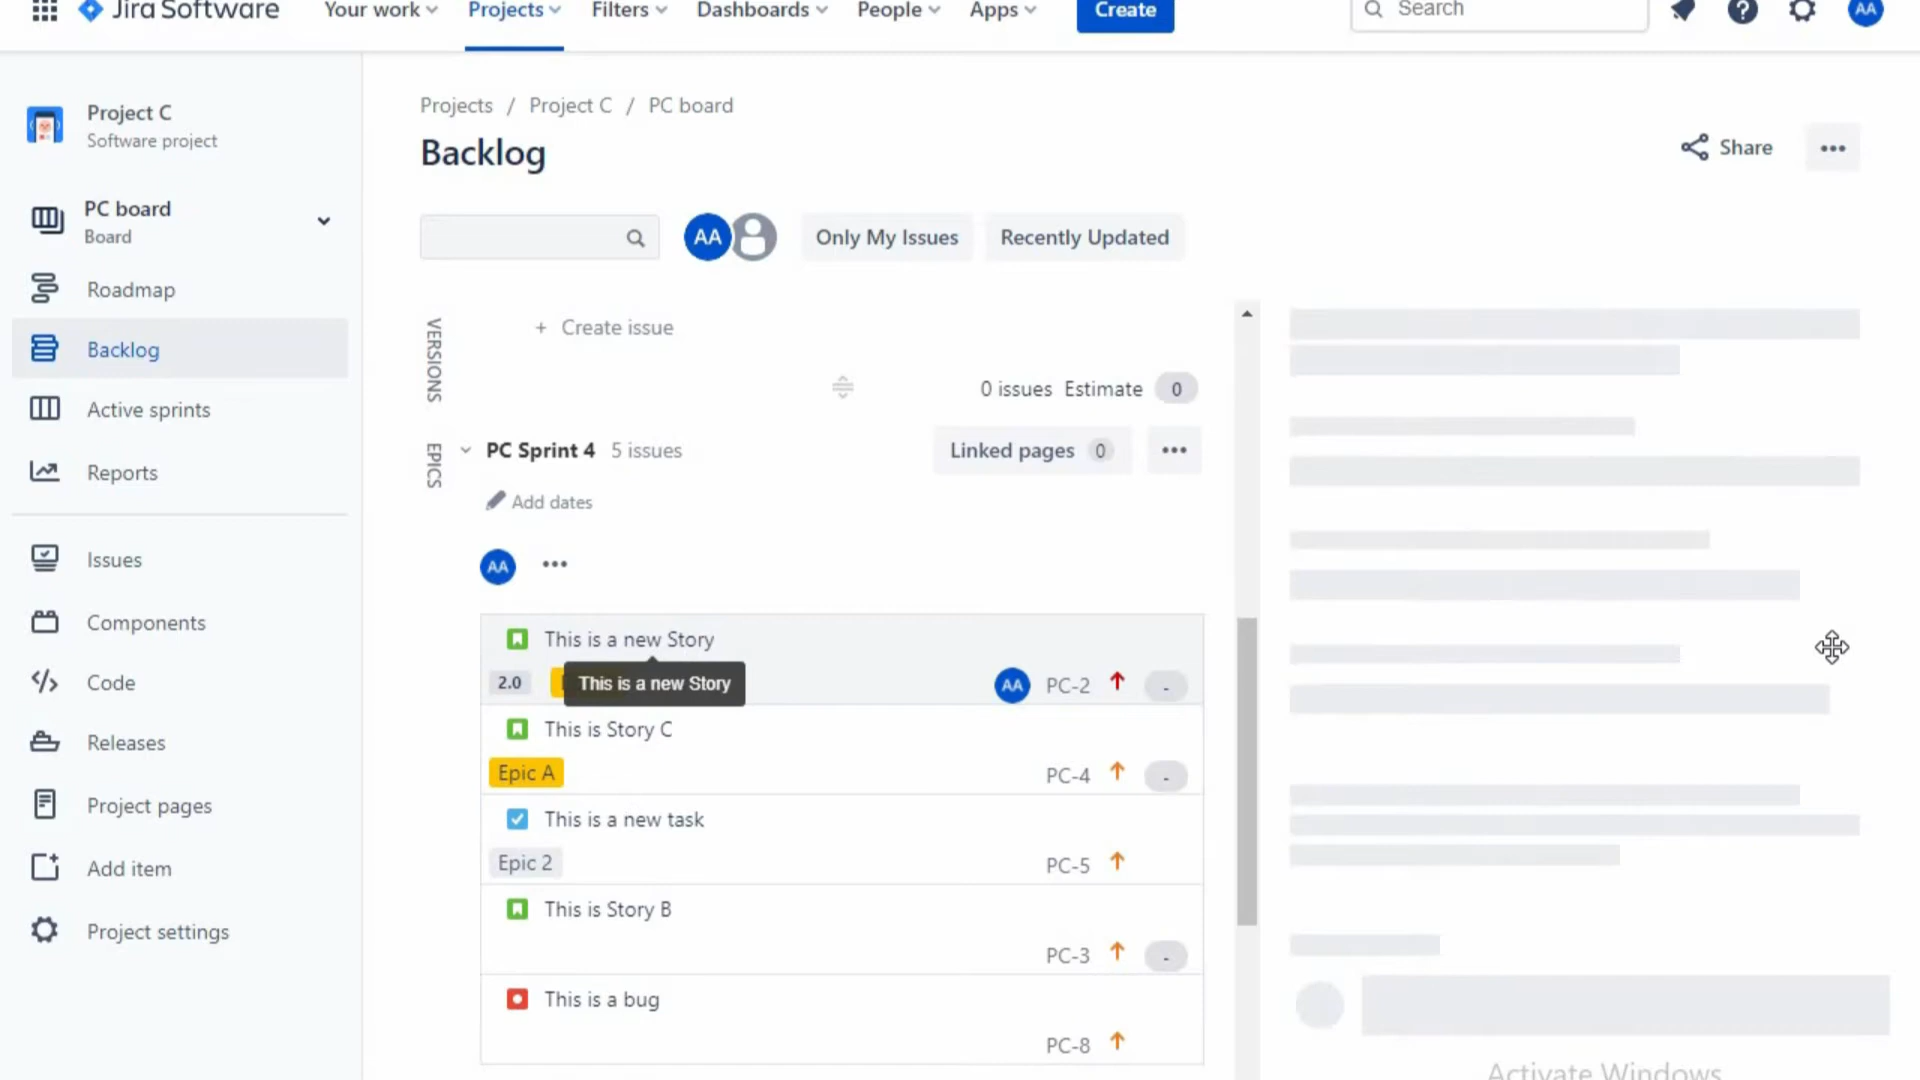 Jira Software
Your work
Projects
Filters
Dashboards
People
Apps
Create
Search
AA
Project C
Software project
PC board
Board
Roadmap
Backlog
Active sprints
Reports
Issues
Components
Code
Releases
Project pages
Add item
Project settings
Projects / Project C / PC board
Backlog
Share
AA
Only My Issues
Recently Updated
VERSIONS
EPICS
+ Create issue
0 issues Estimate 0
PC Sprint 4 5 issues
Linked pages 0
Add dates
AA
This is a new Story
2.0
This is a new Story
AA PC-2 -
This is Story C
Epic A
PC-4 -
This is a new task
Epic 2
PC-5
This is Story B
PC-3 -
This is a bug
PC-8
Activate Windows